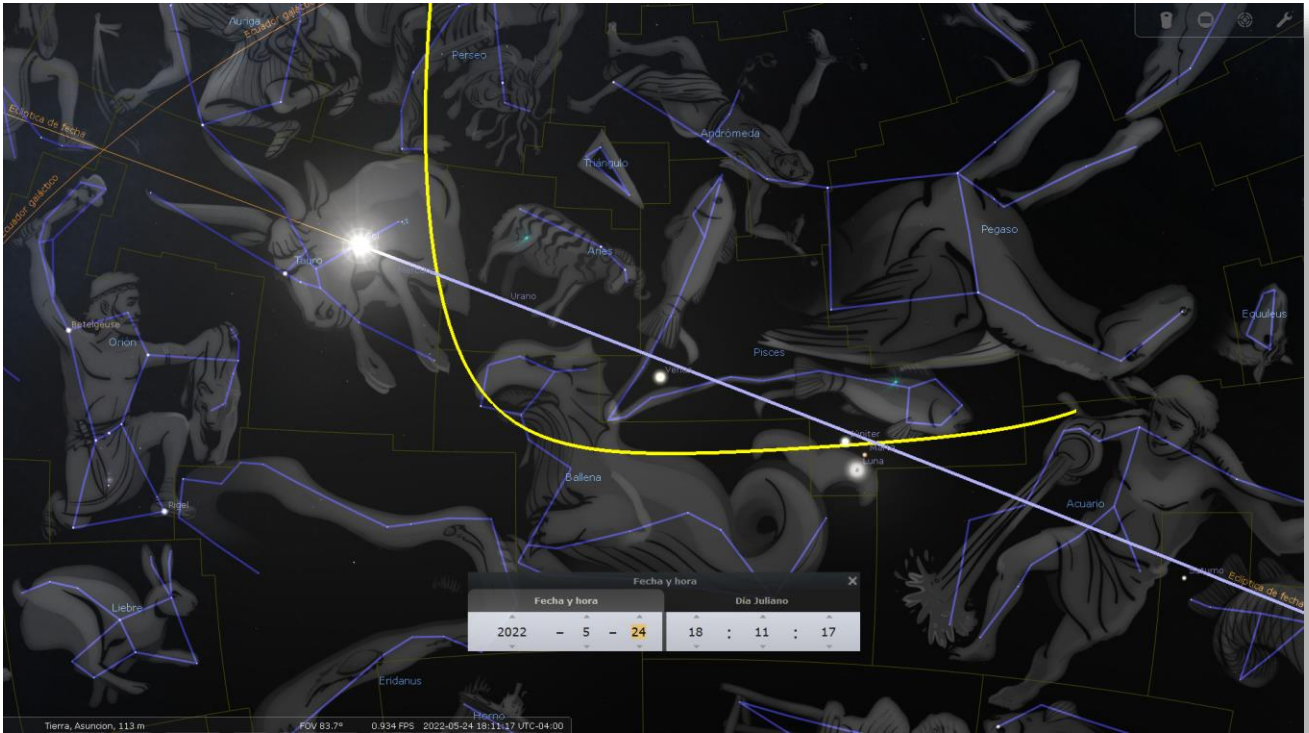 Auriga
Ecuador galáctico
Perseo
Eclíptica de fecha
Andrómeda
Triángulo
Ecuador galáctico
Pegaso
Sol
Aries
Tauro
Urano
Equuleus
Betelgeuse
Orión
Pisces
Venus
Júpiter
Marte
Luna
Ballena
Rigel
Acuario
Saturno
Eclíptica de fecha
Fecha y hora
Fecha y hora
Día Juliano
2022 – 5 – 24 18 : 11 : 17
Liebre
Eridanus
Horno
Tierra, Asuncion, 113 m FOV 83.7° 0.934 FPS 2022-05-24 18:11:17 UTC-04:00